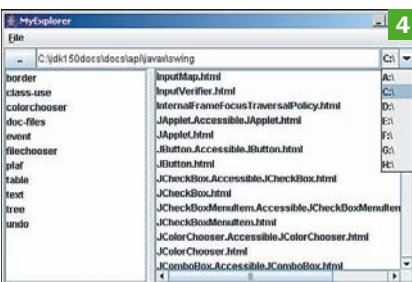 MyExplorer
4
File
.. C:\jdk150docs\docs\api\javax\swing C:\
border
class-use
colorchooser
doc-files
event
filechooser
plaf
table
text
tree
undo
InputMap.html
InputVerifier.html
InternalFrameFocusTraversalPolicy.html
JApplet.AccessibleJApplet.html
JApplet.html
JButton.AccessibleJButton.html
JButton.html
JCheckBox.AccessibleJCheckBox.html
JCheckBox.html
JCheckBoxMenuItem.AccessibleJCheckBoxMenuItem
JCheckBoxMenuItem.html
JColorChooser.AccessibleJColorChooser.html
JColorChooser.html
JComboBox.AccessibleJComboBox.html
A:\
C:\
D:\
E:\
F:\
G:\
H:\